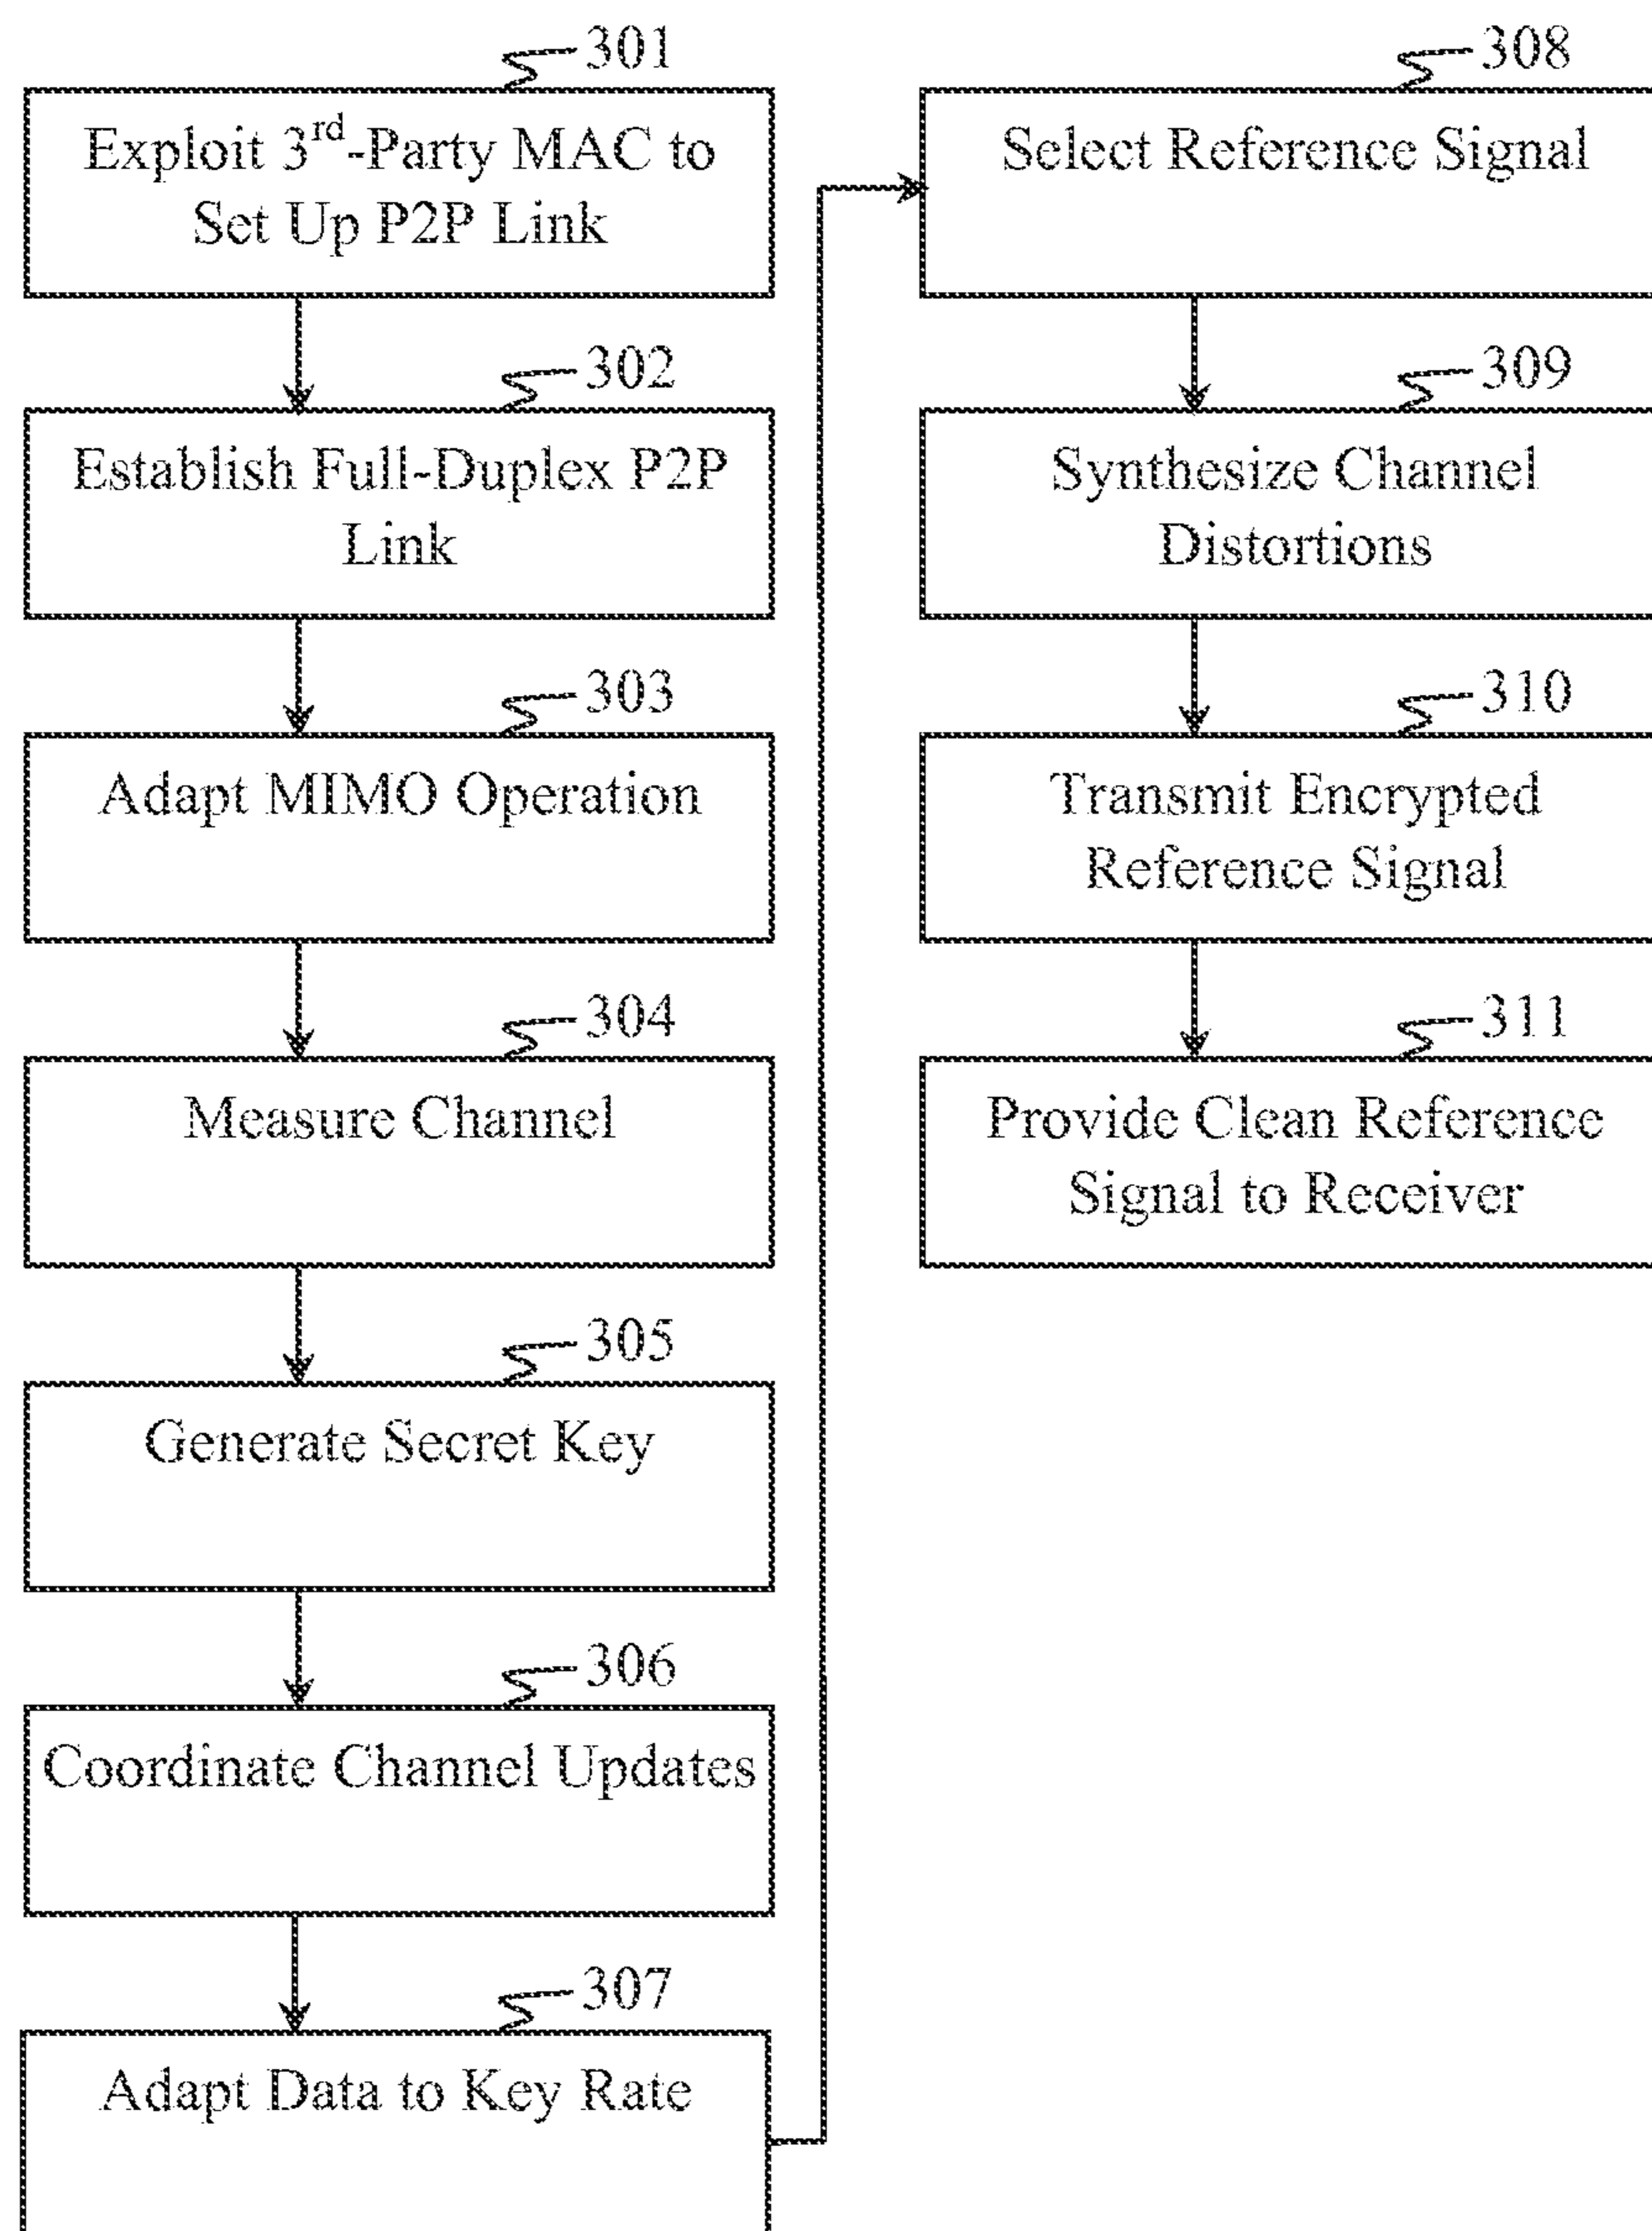 301
Exploit 3rd-Party MAC to
Set Up P2P Link
302
Establish Full-Duplex P2P
Link
303
Adapt MIMO Operation
304
Measure Channel
305
Generate Secret Key
306
Coordinate Channel Updates
307
Adapt Data to Key Rate
308
Select Reference Signal
309
Synthesize Channel
Distortions
310
Transmit Encrypted
Reference Signal
311
Provide Clean Reference
Signal to Receiver